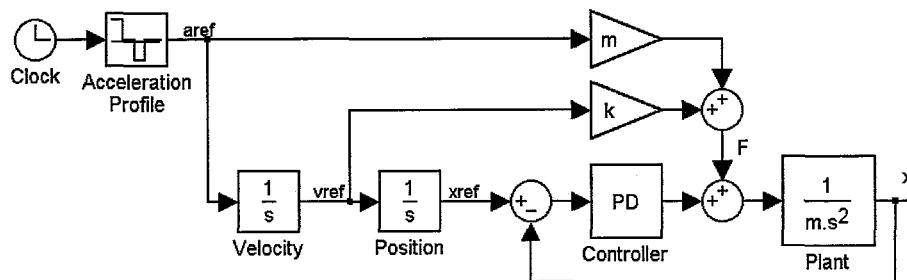 Clock
Acceleration
Profile
aref
m
k
+ +
F
1
s
Velocity
vref
1
s
Position
xref
+
−
PD
Controller
+ +
1
m.s²
Plant
x